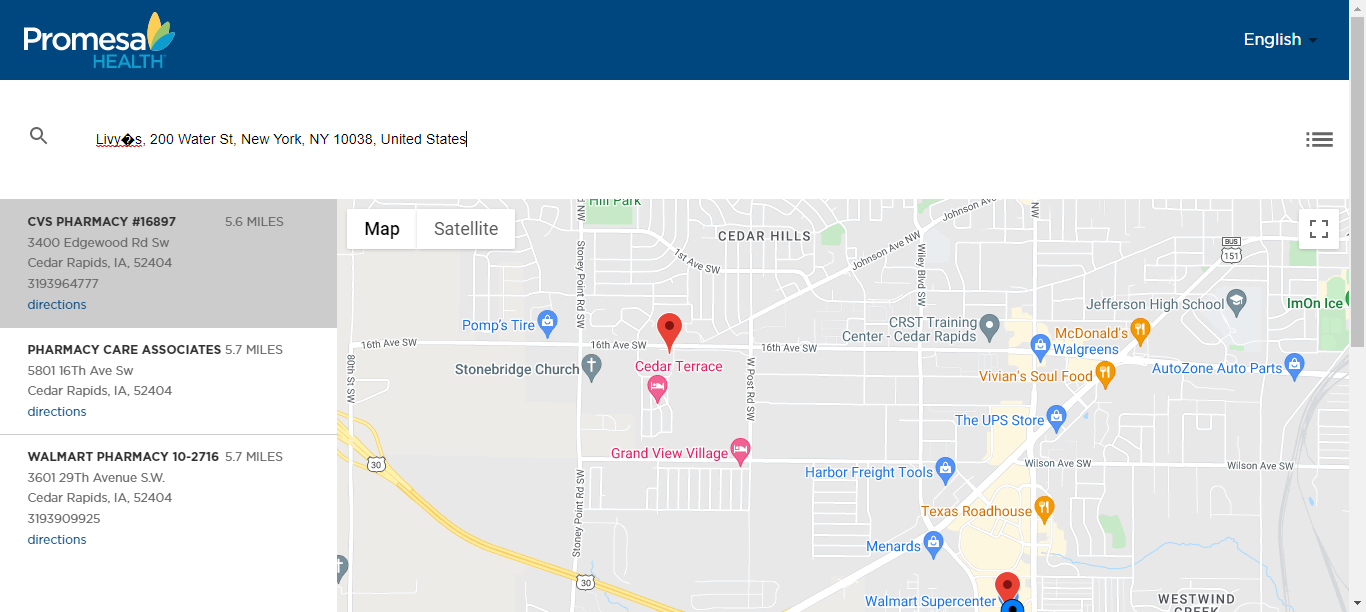 Promesa
HEALTH
English
Livy�s, 200 Water St, New York, NY 10038, United States
CVS PHARMACY #16897 5.6 MILES
3400 Edgewood Rd Sw
Cedar Rapids, IA, 52404
3193964777
directions
PHARMACY CARE ASSOCIATES 5.7 MILES
5801 16Th Ave Sw
Cedar Rapids, IA, 52404
directions
WALMART PHARMACY 10-2716 5.7 MILES
3601 29Th Avenue S.W.
Cedar Rapids, IA, 52404
3193909925
directions
Map Satellite
Hill Park
CEDAR HILLS
Johnson Ave
NW
NW
1st Ave SW
Johnson Ave NW
Wiley Blvd SW
Stoney Point Rd SW
BUS
151
Jefferson High School
ImOn Ice
Pomp's Tire
CRST Training
Center - Cedar Rapids
McDonald's
Walgreens
16th Ave SW
16th Ave SW
16th Ave SW
80th St SW
Stonebridge Church
Cedar Terrace
W Post Rd SW
Vivian's Soul Food
AutoZone Auto Parts
The UPS Store
Grand View Village
30
Harbor Freight Tools
Wilson Ave SW
Wilson Ave SW
Stoney Point Rd SW
Texas Roadhouse
Menards
30
Walmart Supercenter
WESTWIND
CREEK